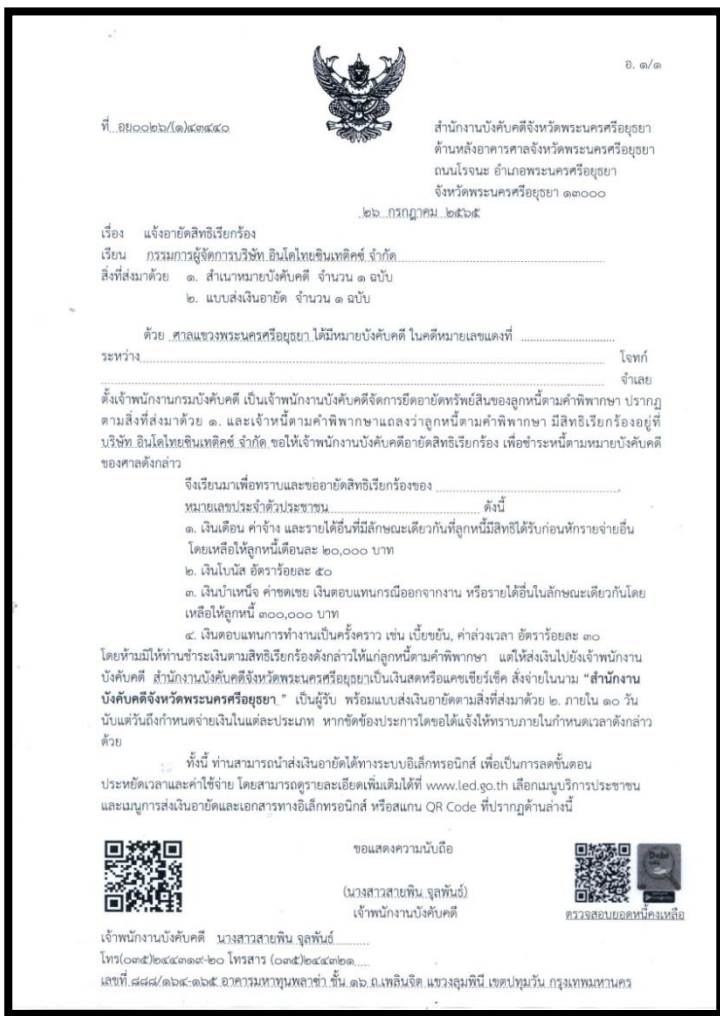 อ. ๑/๑
ที่ อย๐๐๒๖/(๑)๔๓๔๔๐
สำนักงานบังคับคดีจังหวัดพระนครศรีอยุธยา
ด้านหลังอาคารศาลจังหวัดพระนครศรีอยุธยา
ถนนโรจนะ อำเภอพระนครศรีอยุธยา
จังหวัดพระนครศรีอยุธยา ๑๓๐๐๐
๒๖ กรกฎาคม ๒๕๖๕
เรื่อง แจ้งอายัดสิทธิเรียกร้อง
เรียน กรรมการผู้จัดการบริษัท อินโดไทยซินเทติคซ์ จำกัด
สิ่งที่ส่งมาด้วย ๑. สำเนาหมายบังคับคดี จำนวน ๑ ฉบับ
๒. แบบส่งเงินอายัด จำนวน ๑ ฉบับ
ด้วย ศาลแขวงพระนครศรีอยุธยา ได้มีหมายบังคับคดี ในคดีหมายเลขแดงที่
ระหว่าง โจทก์
จำเลย
ตั้งเจ้าพนักงานกรมบังคับคดี เป็นเจ้าพนักงานบังคับคดีจัดการยึดอายัดทรัพย์สินของลูกหนี้ตามคำพิพากษา ปรากฏ
ตามสิ่งที่ส่งมาด้วย ๑. และเจ้าหนี้ตามคำพิพากษาแถลงว่าลูกหนี้ตามคำพิพากษา มีสิทธิเรียกร้องอยู่ที่
บริษัท อินโดไทยซินเทติคซ์ จำกัด ขอให้เจ้าพนักงานบังคับคดีอายัดสิทธิเรียกร้อง เพื่อชำระหนี้ตามหมายบังคับคดี
ของศาลดังกล่าว
จึงเรียนมาเพื่อทราบและขออายัดสิทธิเรียกร้องของ
หมายเลขประจำตัวประชาชน ดังนี้
๑. เงินเดือน ค่าจ้าง และรายได้อื่นที่มีลักษณะเดียวกันที่ลูกหนี้มีสิทธิได้รับก่อนหักรายจ่ายอื่น
โดยเหลือให้ลูกหนี้เดือนละ ๒๐,๐๐๐ บาท
๒. เงินโบนัส อัตราร้อยละ ๕๐
๓. เงินบำเหน็จ ค่าชดเชย เงินตอบแทนกรณีออกจากงาน หรือรายได้อื่นในลักษณะเดียวกันโดย
เหลือให้ลูกหนี้ ๓๐๐,๐๐๐ บาท
๔. เงินตอบแทนการทำงานเป็นครั้งคราว เช่น เบี้ยขยัน, ค่าล่วงเวลา อัตราร้อยละ ๓๐
โดยห้ามมิให้ท่านชำระเงินตามสิทธิเรียกร้องดังกล่าวให้แก่ลูกหนี้ตามคำพิพากษา แต่ให้ส่งเงินไปยังเจ้าพนักงาน
บังคับคดี สำนักงานบังคับคดีจังหวัดพระนครศรีอยุธยาเป็นเงินสดหรือแคชเชียร์เช็ค สั่งจ่ายในนาม “สำนักงาน
บังคับคดีจังหวัดพระนครศรีอยุธยา ” เป็นผู้รับ พร้อมแบบส่งเงินอายัดตามสิ่งที่ส่งมาด้วย ๒. ภายใน ๑๐ วัน
นับแต่วันถึงกำหนดจ่ายเงินในแต่ละประเภท หากขัดข้องประการใดขอได้แจ้งให้ทราบภายในกำหนดเวลาดังกล่าว
ด้วย
ทั้งนี้ ท่านสามารถนำส่งเงินอายัดได้ทางระบบอิเล็กทรอนิกส์ เพื่อเป็นการลดขั้นตอน
ประหยัดเวลาและค่าใช้จ่าย โดยสามารถดูรายละเอียดเพิ่มเติมได้ที่ www.led.go.th เลือกเมนูบริการประชาชน
และเมนูการส่งเงินอายัดและเอกสารทางอิเล็กทรอนิกส์ หรือสแกน QR Code ที่ปรากฏด้านล่างนี้
ขอแสดงความนับถือ
(นางสาวสายพิน จุลพันธ์)
เจ้าพนักงานบังคับคดี
ตรวจสอบยอดหนี้คงเหลือ
เจ้าพนักงานบังคับคดี นางสาวสายพิน จุลพันธ์
โทร(๐๓๕)๒๔๔๓๑๙-๒๐ โทรสาร (๐๓๕)๒๔๔๓๒๑
เลขที่ ๘๘๘/๑๖๔-๑๖๕ อาคารมหาทุนพลาซ่า ชั้น ๑๖ ถ.เพลินจิต แขวงลุมพินี เขตปทุมวัน กรุงเทพมหานคร